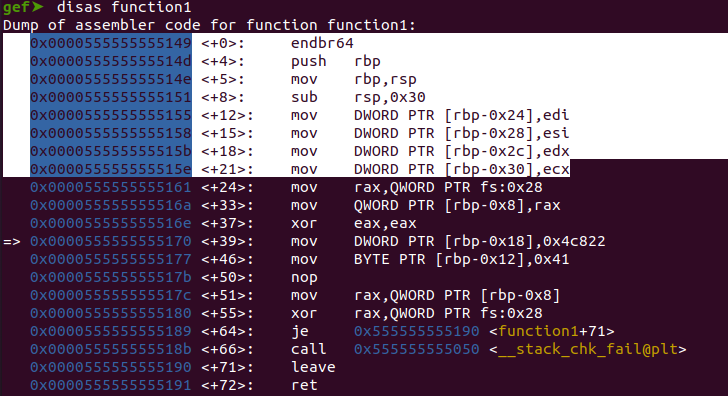 gef➤  disas function1
Dump of assembler code for function function1:
   0x0000555555555149 <+0>:     endbr64
   0x000055555555514d <+4>:     push   rbp
   0x000055555555514e <+5>:     mov    rbp,rsp
   0x0000555555555151 <+8>:     sub    rsp,0x30
   0x0000555555555155 <+12>:    mov    DWORD PTR [rbp-0x24],edi
   0x0000555555555158 <+15>:    mov    DWORD PTR [rbp-0x28],esi
   0x000055555555515b <+18>:    mov    DWORD PTR [rbp-0x2c],edx
   0x000055555555515e <+21>:    mov    DWORD PTR [rbp-0x30],ecx
   0x0000555555555161 <+24>:    mov    rax,QWORD PTR fs:0x28
   0x000055555555516a <+33>:    mov    QWORD PTR [rbp-0x8],rax
   0x000055555555516e <+37>:    xor    eax,eax
=> 0x0000555555555170 <+39>:    mov    DWORD PTR [rbp-0x18],0x4c822
   0x0000555555555177 <+46>:    mov    BYTE PTR [rbp-0x12],0x41
   0x000055555555517b <+50>:    nop
   0x000055555555517c <+51>:    mov    rax,QWORD PTR [rbp-0x8]
   0x0000555555555180 <+55>:    xor    rax,QWORD PTR fs:0x28
   0x0000555555555189 <+64>:    je     0x555555555190 <function1+71>
   0x000055555555518b <+66>:    call   0x555555555050 <__stack_chk_fail@plt>
   0x0000555555555190 <+71>:    leave
   0x0000555555555191 <+72>:    ret